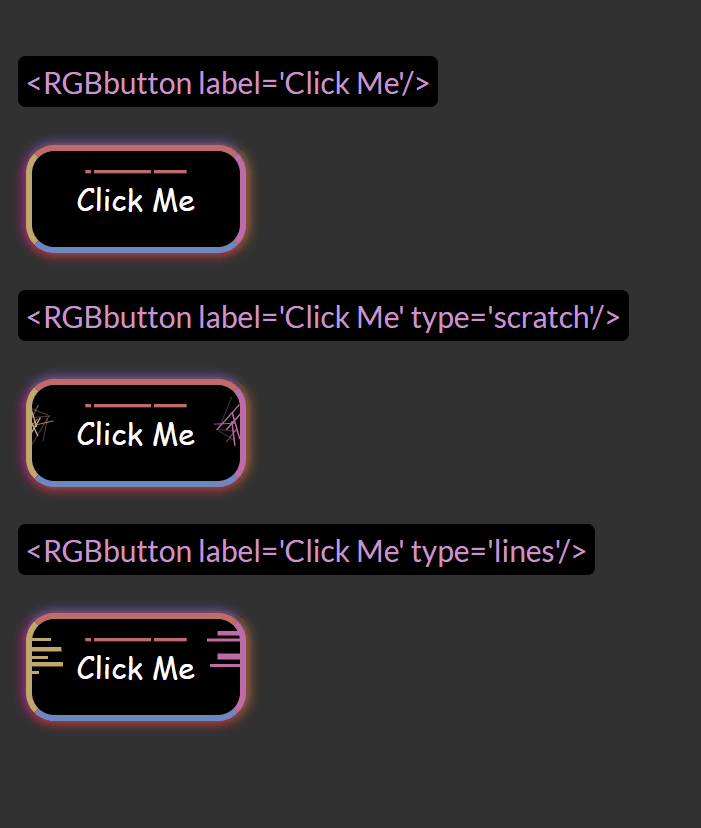 <RGBbutton label='Click Me'/>
Click Me
<RGBbutton label='Click Me' type='scratch'/>
Click Me
<RGBbutton label='Click Me' type='lines'/>
Click Me